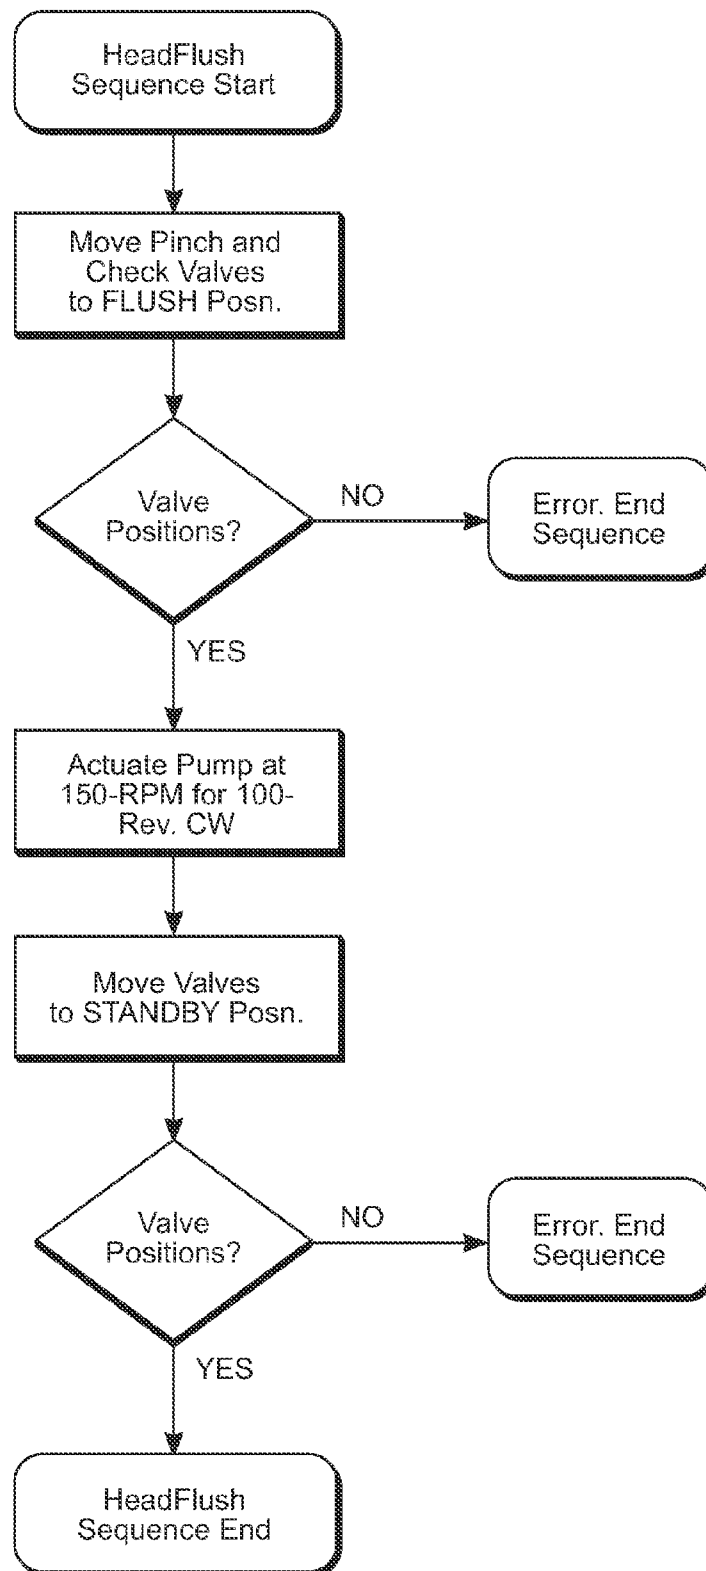 HeadFlush
Sequence Start
Move Pinch and
Check Valves
to FLUSH Posn.
Valve
Positions?
NO
Error. End
Sequence
YES
Actuate Pump at
150-RPM for 100-
Rev. CW
Move Valves
to STANDBY Posn.
Valve
Positions?
NO
Error. End
Sequence
YES
HeadFlush
Sequence End